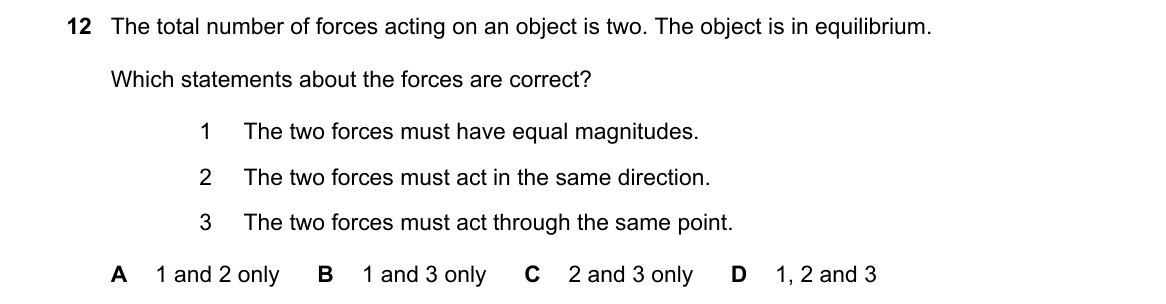 12 The total number of forces acting on an object is two. The object is in equilibrium.
Which statements about the forces are correct?
1 The two forces must have equal magnitudes.
2 The two forces must act in the same direction.
3 The two forces must act through the same point.
A 1 and 2 only B 1 and 3 only C 2 and 3 only D 1, 2 and 3